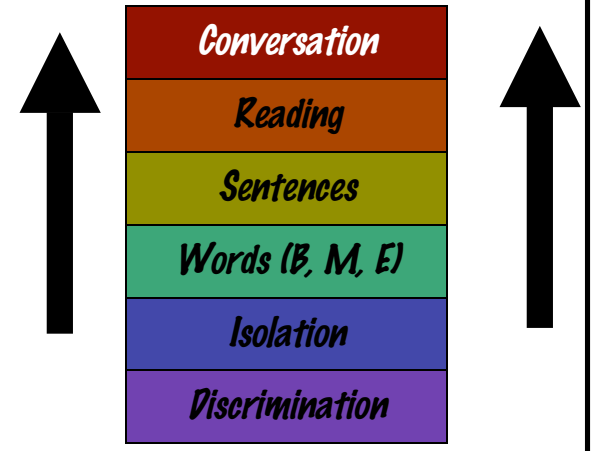 Conversation
Reading
Sentences
Words (B, M, E)
Isolation
Discrimination